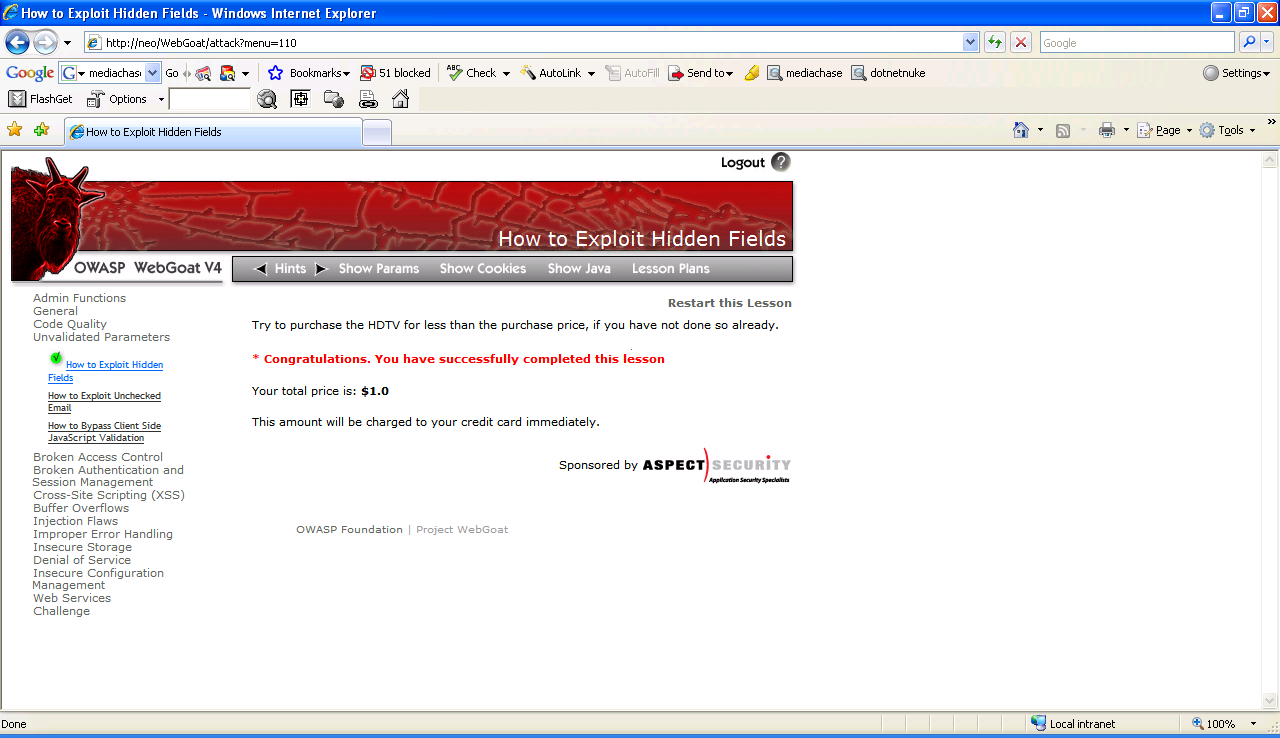 How to Exploit Hidden Fields - Windows Internet Explorer
http://neo/WebGoat/attack?menu=110
Google
Google G mediachas Go Bookmarks 51 blocked ABC Check AutoLink AutoFill Send to mediachase dotnetnuke Settings
FlashGet Options
How to Exploit Hidden Fields
Page Tools
Logout ?
How to Exploit Hidden Fields
OWASP WebGoat V4
Hints Show Params Show Cookies Show Java Lesson Plans
Admin Functions
General
Code Quality
Unvalidated Parameters
How to Exploit Hidden
Fields
How to Exploit Unchecked
Email
How to Bypass Client Side
JavaScript Validation
Broken Access Control
Broken Authentication and
Session Management
Cross-Site Scripting (XSS)
Buffer Overflows
Injection Flaws
Improper Error Handling
Insecure Storage
Denial of Service
Insecure Configuration
Management
Web Services
Challenge
Restart this Lesson
Try to purchase the HDTV for less than the purchase price, if you have not done so already.
* Congratulations. You have successfully completed this lesson
Your total price is: $1.0
This amount will be charged to your credit card immediately.
Sponsored by ASPECT SECURITY
Application Security Specialists
OWASP Foundation | Project WebGoat
Done
Local intranet
100%